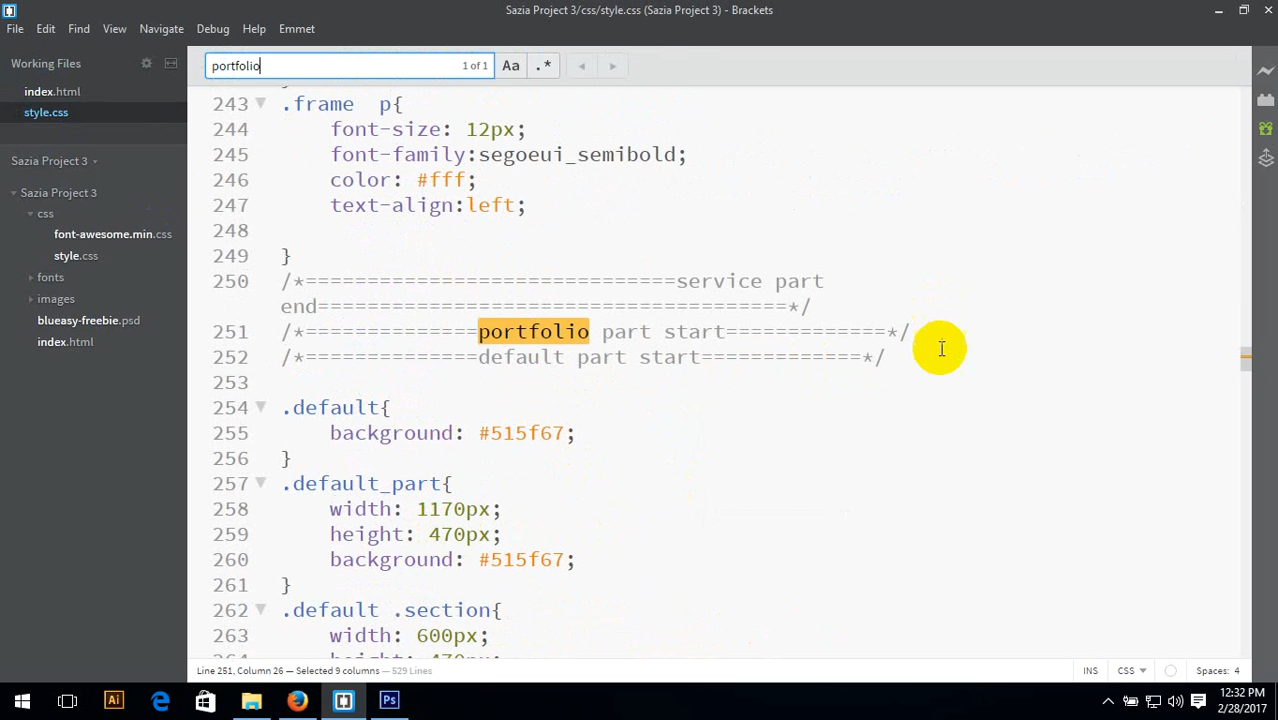 Sazia Project 3/css/style.css (Sazia Project 3) - Brackets
File Edit Find View Navigate Debug Help Emmet
Working Files
index.html
style.css
Sazia Project 3
Sazia Project 3
css
font-awesome.min.css
style.css
fonts
images
blueasy-freebie.psd
index.html
portfolio 1 of 1 Aa .*
243 .frame  p{
244 font-size: 12px;
245 font-family:segoeui_semibold;
246 color: #fff;
247 text-align:left;
248
249 }
250 /*==============================service part
end======================================*/
251 /*==============portfolio part start=============*/
252 /*==============default part start=============*/
253
254 .default{
255 background: #515f67;
256 }
257 .default_part{
258 width: 1170px;
259 height: 470px;
260 background: #515f67;
261 }
262 .default .section{
263 width: 600px;
Line 251, Column 26 — Selected 9 columns — 529 Lines
INS CSS Spaces: 4
Ai Ps
12:32 PM
2/28/2017